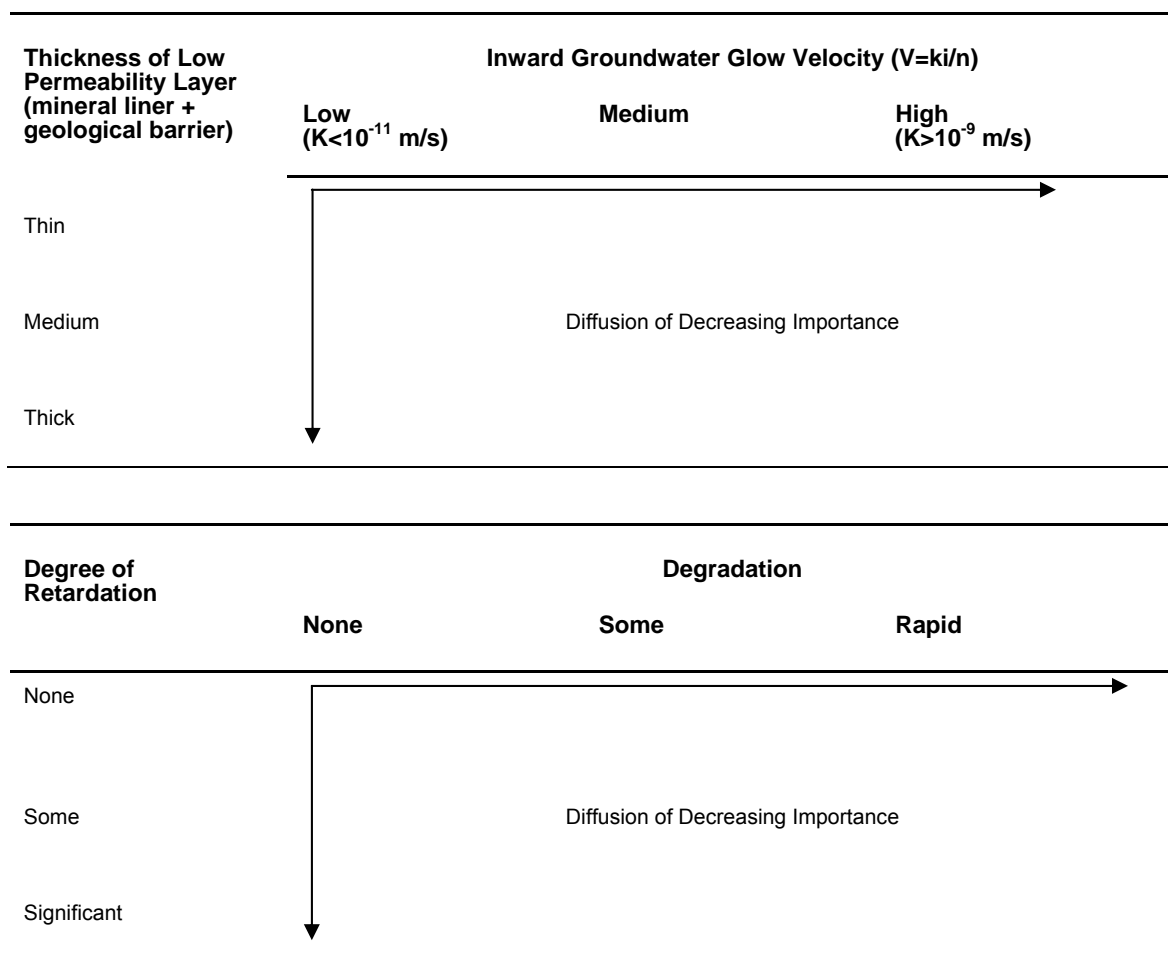 Thickness of Low
Permeability Layer
(mineral liner +
geological barrier)
Inward Groundwater Glow Velocity (V=ki/n)
Low
(K<10⁻¹¹ m/s)
Medium
High
(K>10⁻⁹ m/s)
Thin
Medium
Diffusion of Decreasing Importance
Thick
Degree of
Retardation
Degradation
None
Some
Rapid
None
Some
Diffusion of Decreasing Importance
Significant